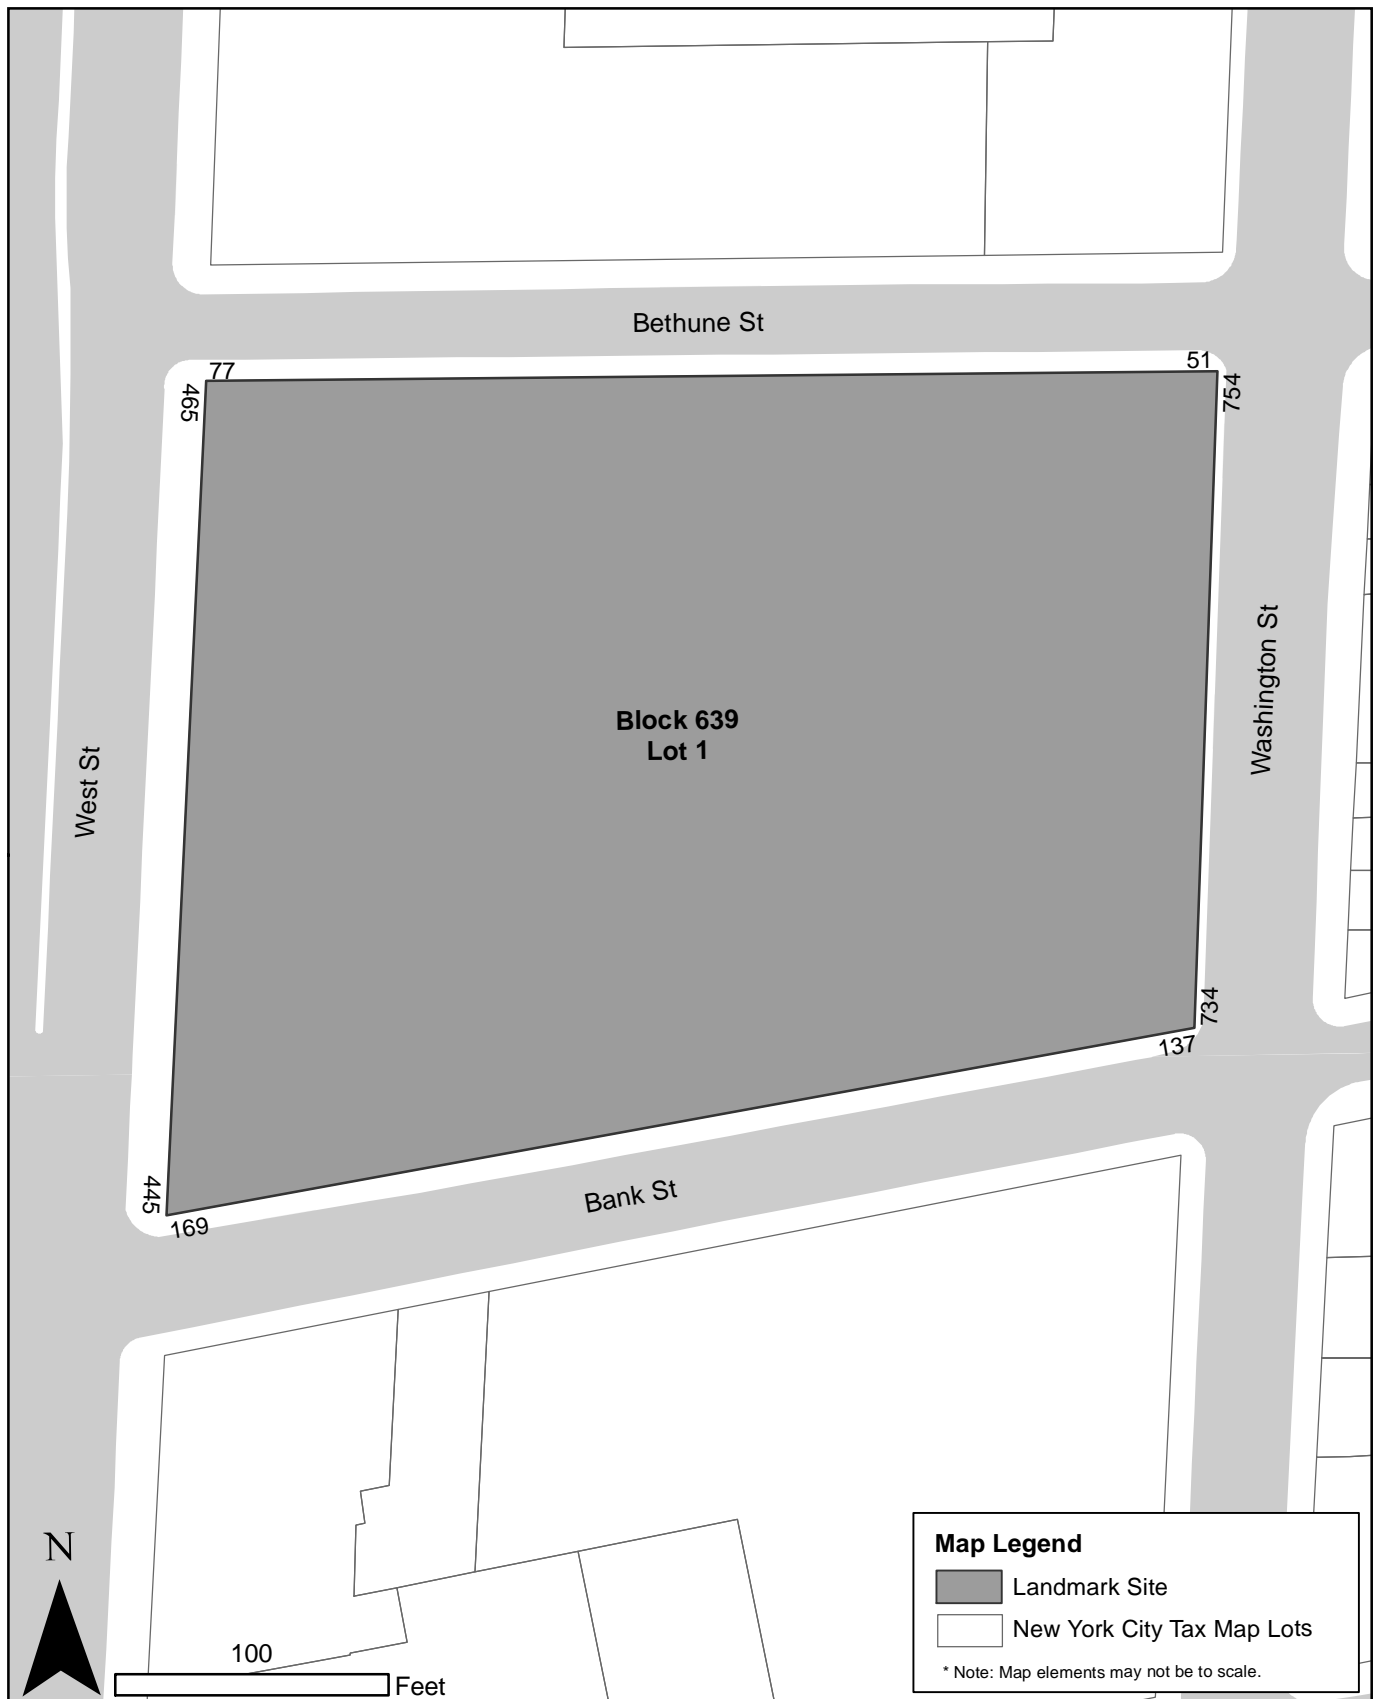 Bethune St
77
51
465
754
Washington St
Block 639
Lot 1
West St
734
137
445
169
Bank St
N
100
Feet
Map Legend
Landmark Site
New York City Tax Map Lots
* Note: Map elements may not be to scale.